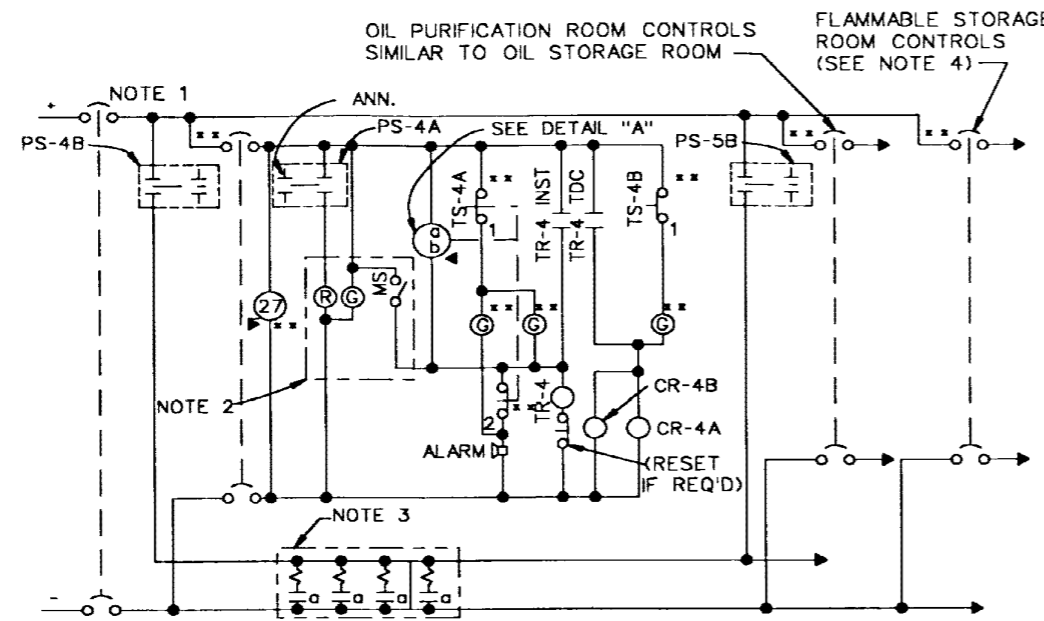 OIL PURIFICATION ROOM CONTROLS
SIMILAR TO OIL STORAGE ROOM
FLAMMABLE STORAGE
ROOM CONTROLS
(SEE NOTE 4)
+
NOTE 1
ANN.
PS-4A
SEE DETAIL "A"
PS-4B
**
PS-5B
**
**
TS-4A
**
1
TR-4 INST
TR-4 TDC
TS-4B
**
1
a
b
27
**
R
G
MS
G
**
G
**
G
**
NOTE 2
2
**
TR-4
CR-4B
CR-4A
ALARM
(RESET
IF REQ'D)
NOTE 3
a
a
a
a
-